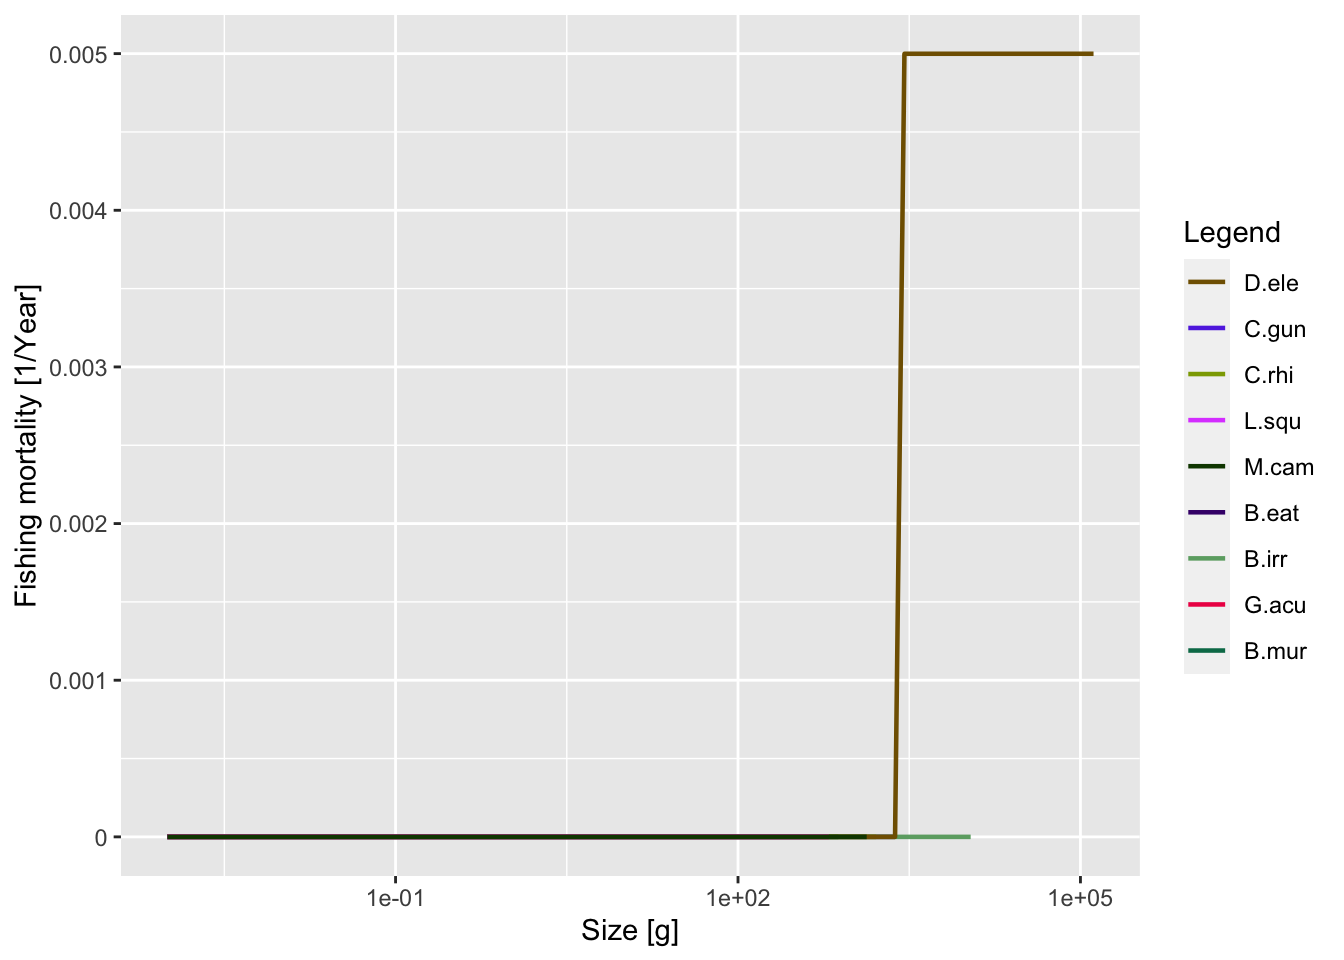 0.005
0.004
0.003
0.002
0.001
0
Fishing mortality [1/Year]
1e-01
1e+02
1e+05
Size [g]
Legend
D.ele
C.gun
C.rhi
L.squ
M.cam
B.eat
B.irr
G.acu
B.mur